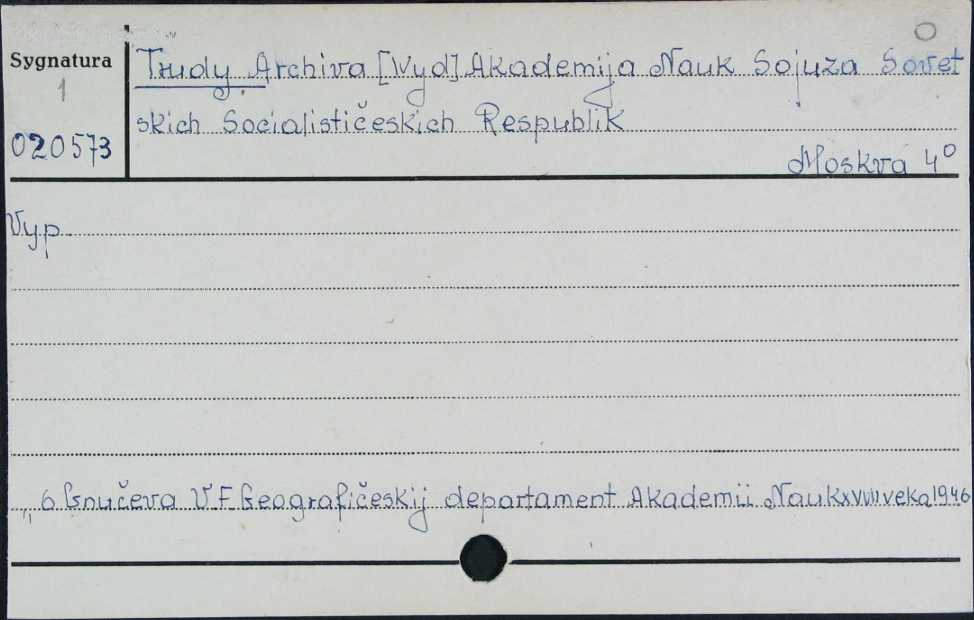 Sygnatura
1
020573
Trudy Archiva [Wyd] Akademija Nauk Sojuza Sovet
skich Socialističeskich Respublik
Moskva 4°
Vyp.
„ 6 Gnučeva V.F. Geografičeskij departament Akademii Nauk XVIII veka 1946